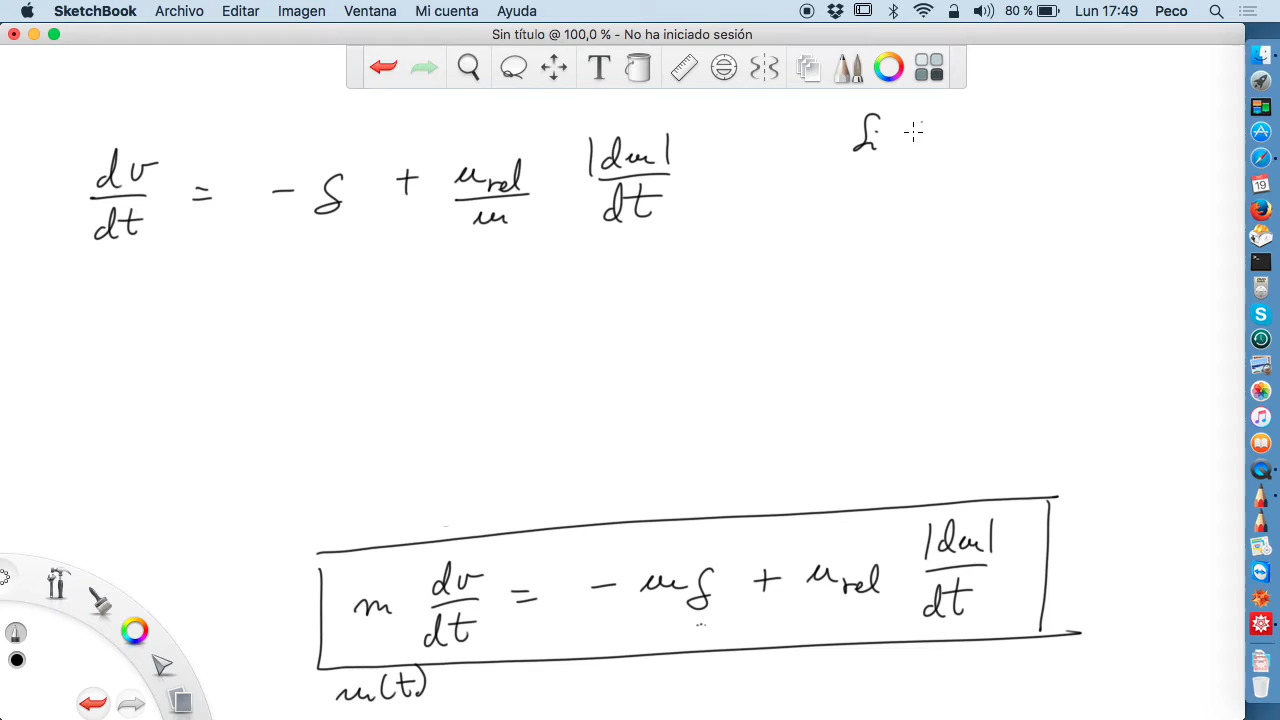 SketchBook Archivo Editar Imagen Ventana Mi cuenta Ayuda 80 % Lun 17:49 Peco
Sin título @ 100,0 % - No ha iniciado sesión
Si
dv/dt = - g + u_rel/m |dm|/dt
m dv/dt = - mg + u_rel |dm|/dt
m(t)